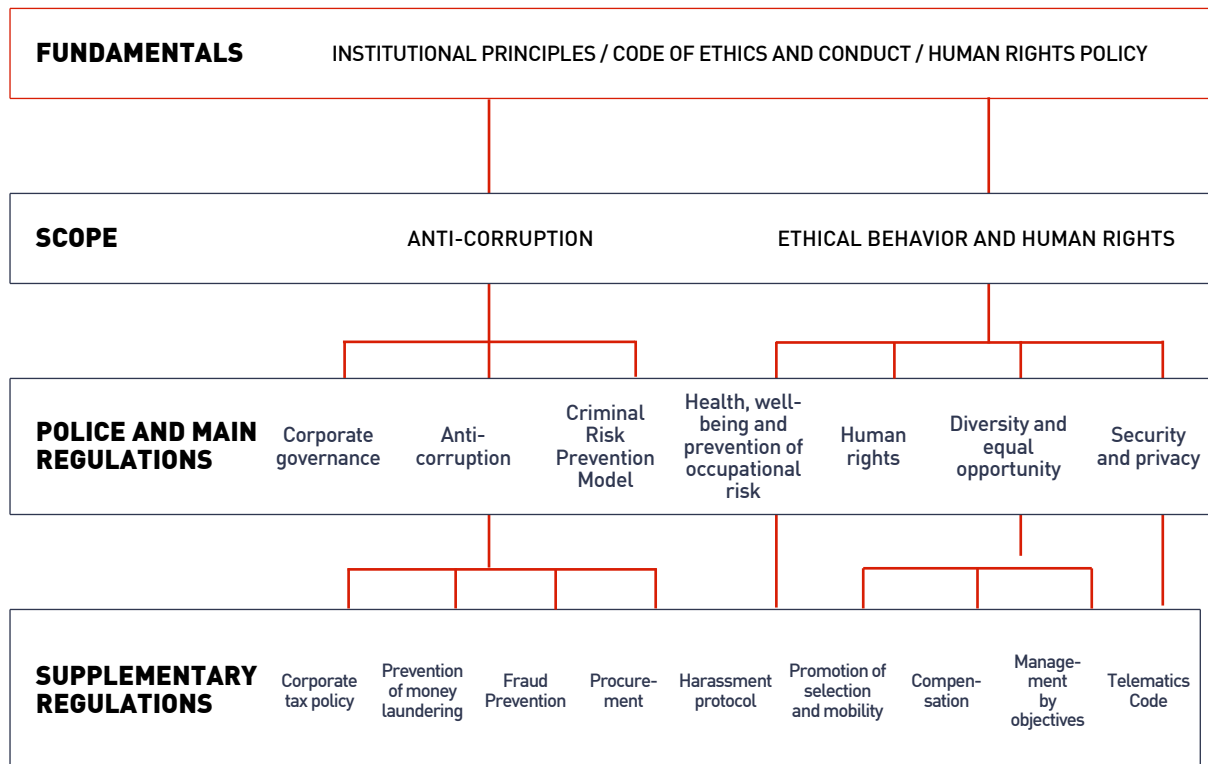 FUNDAMENTALS
INSTITUTIONAL PRINCIPLES / CODE OF ETHICS AND CONDUCT / HUMAN RIGHTS POLICY
SCOPE
ANTI-CORRUPTION
ETHICAL BEHAVIOR AND HUMAN RIGHTS
POLICE AND MAIN
REGULATIONS
Corporate
governance
Anti-
corruption
Criminal
Risk
Prevention
Model
Health, well-
being and
prevention of
occupational
risk
Human
rights
Diversity and
equal
opportunity
Security
and privacy
SUPPLEMENTARY
REGULATIONS
Corporate
tax policy
Prevention
of money
laundering
Fraud
Prevention
Procure-
ment
Harassment
protocol
Promotion of
selection
and mobility
Compen-
sation
Manage-
ment
by
objectives
Telematics
Code